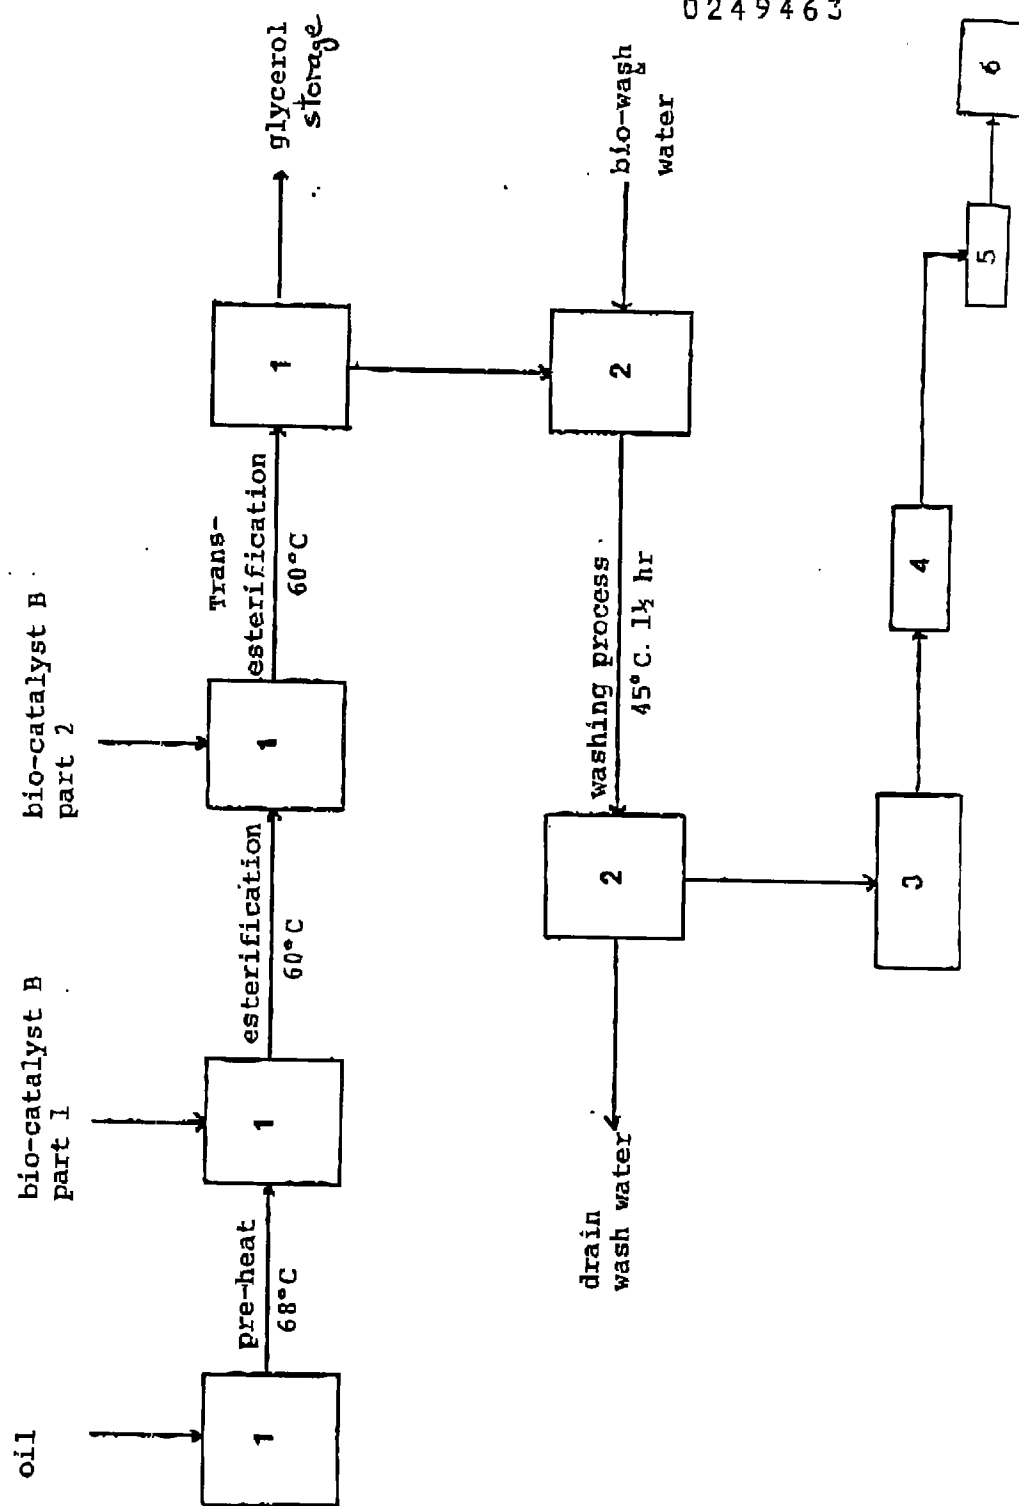 0249463
oil
1
pre-heat
68°C
bio-catalyst B
part 1
1
esterification
60°C
bio-catalyst B
part 2
1
Trans-
esterification
60°C
1
glycerol
storage
bio-wash
water
2
washing process
45°C. 1½ hr
2
drain
wash water
3
4
5
6